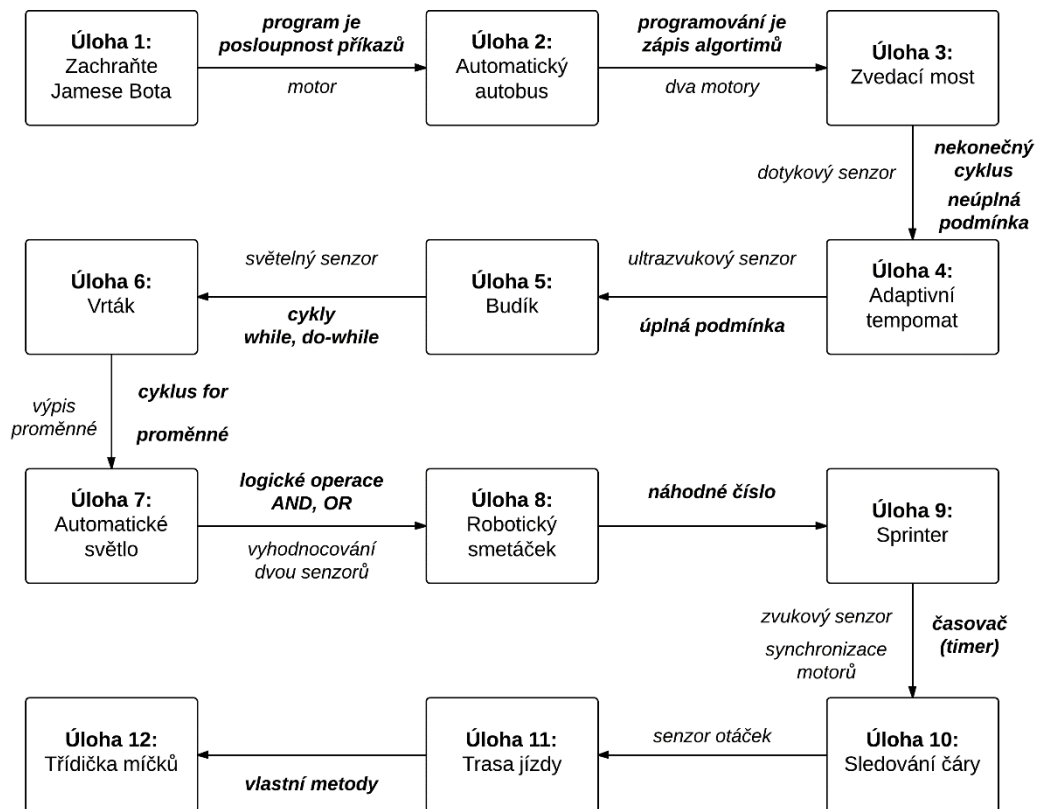 Úloha 1:
Zachraňte
Jamese Bota
program je
posloupnost příkazů
motor
Úloha 2:
Automatický
autobus
programování je
zápis algortimů
dva motory
Úloha 3:
Zvedací most
dotykový senzor
nekonečný
cyklus
neúplná
podmínka
Úloha 4:
Adaptivní
tempomat
ultrazvukový senzor
úplná podmínka
Úloha 5:
Budík
světelný senzor
cykly
while, do-while
Úloha 6:
Vrták
výpis
proměnné
cyklus for
proměnné
Úloha 7:
Automatické
světlo
logické operace
AND, OR
vyhodnocování
dvou senzorů
Úloha 8:
Robotický
smetáček
náhodné číslo
Úloha 9:
Sprinter
zvukový senzor
synchronizace
motorů
časovač
(timer)
Úloha 10:
Sledování čáry
senzor otáček
Úloha 11:
Trasa jízdy
vlastní metody
Úloha 12:
Třídička míčků